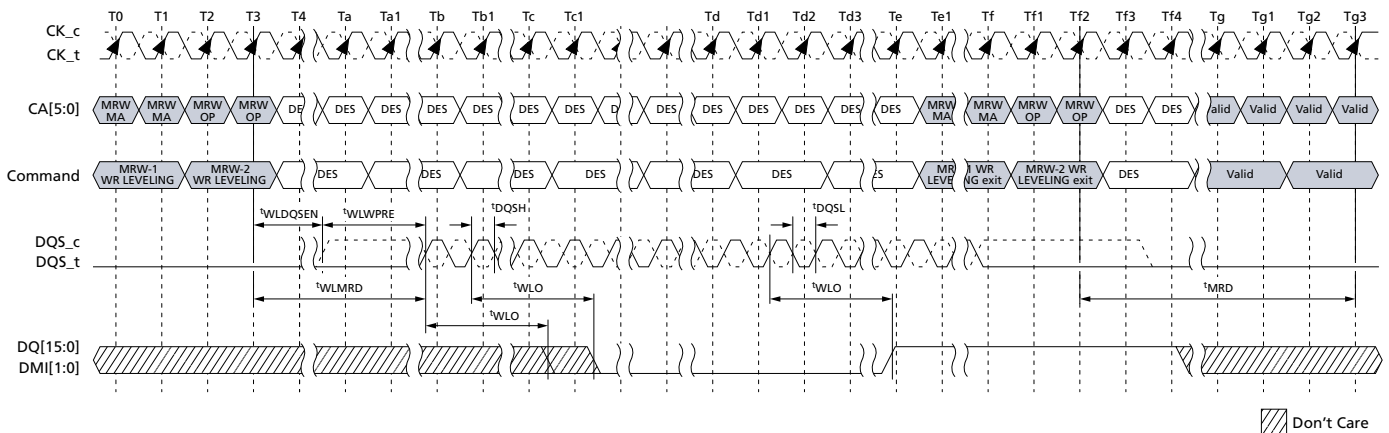 T0 T1 T2 T3 T4 Ta Ta1 Tb Tb1 Tc Tc1 Td Td1 Td2 Td3 Te Te1 Tf Tf1 Tf2 Tf3 Tf4 Tg Tg1 Tg2 Tg3
CK_c
CK_t
CA[5:0] MRW MRW MRW MRW DES DES DES DES DES DES DES DES DES DES DES MRW MRW MRW DES DES alid Valid Valid Valid
MA MA OP OP MA MA OP OP
Command MRW-1 MRW-2 DES DES DES DES DES DES DES MRW-2 WR DES Valid Valid
WR LEVELING WR LEVELING LEVELING exit
tWLDQSEN tWLWPRE tDQSH tDQSL
DQS_c
DQS_t
tWLMRD tWLO tWLO tMRD
tWLO
DQ[15:0]
DMI[1:0]
Don't Care